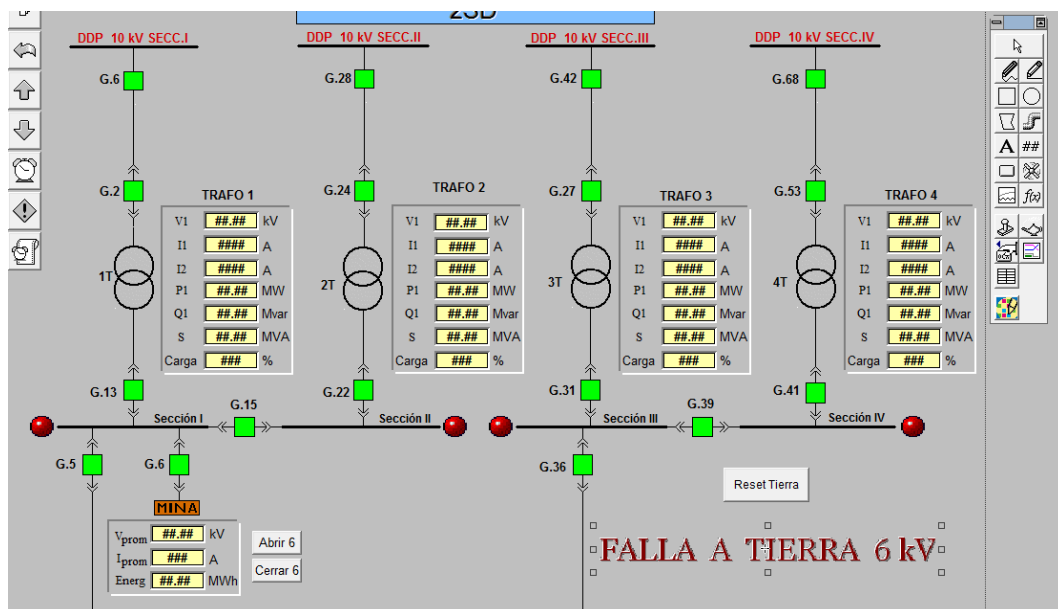 2SD
DDP 10 kV SECC.I
DDP 10 kV SECC.II
DDP 10 kV SECC.III
DDP 10 kV SECC.IV
G.6
G.28
G.42
G.68
G.2
G.24
G.27
G.53
TRAFO 1
V1 ##.## kV
I1 #### A
I2 #### A
P1 ##.## MW
Q1 ##.## Mvar
S ##.## MVA
Carga ### %
TRAFO 2
V1 ##.## kV
I1 #### A
I2 #### A
P1 ##.## MW
Q1 ##.## Mvar
S ##.## MVA
Carga ### %
TRAFO 3
V1 ##.## kV
I1 #### A
I2 #### A
P1 ##.## MW
Q1 ##.## Mvar
S ##.## MVA
Carga ### %
TRAFO 4
V1 ##.## kV
I1 #### A
I2 #### A
P1 ##.## MW
Q1 ##.## Mvar
S ##.## MVA
Carga ### %
1T
2T
3T
4T
G.13
G.22
G.31
G.41
Sección I
G.15
Sección II
Sección III
G.39
Sección IV
G.5
G.6
G.36
MINA
Vprom ##.## kV
Iprom ### A
Energ ##.## MWh
Abrir 6
Cerrar 6
Reset Tierra
FALLA A TIERRA 6 kV
A
##
f(x)